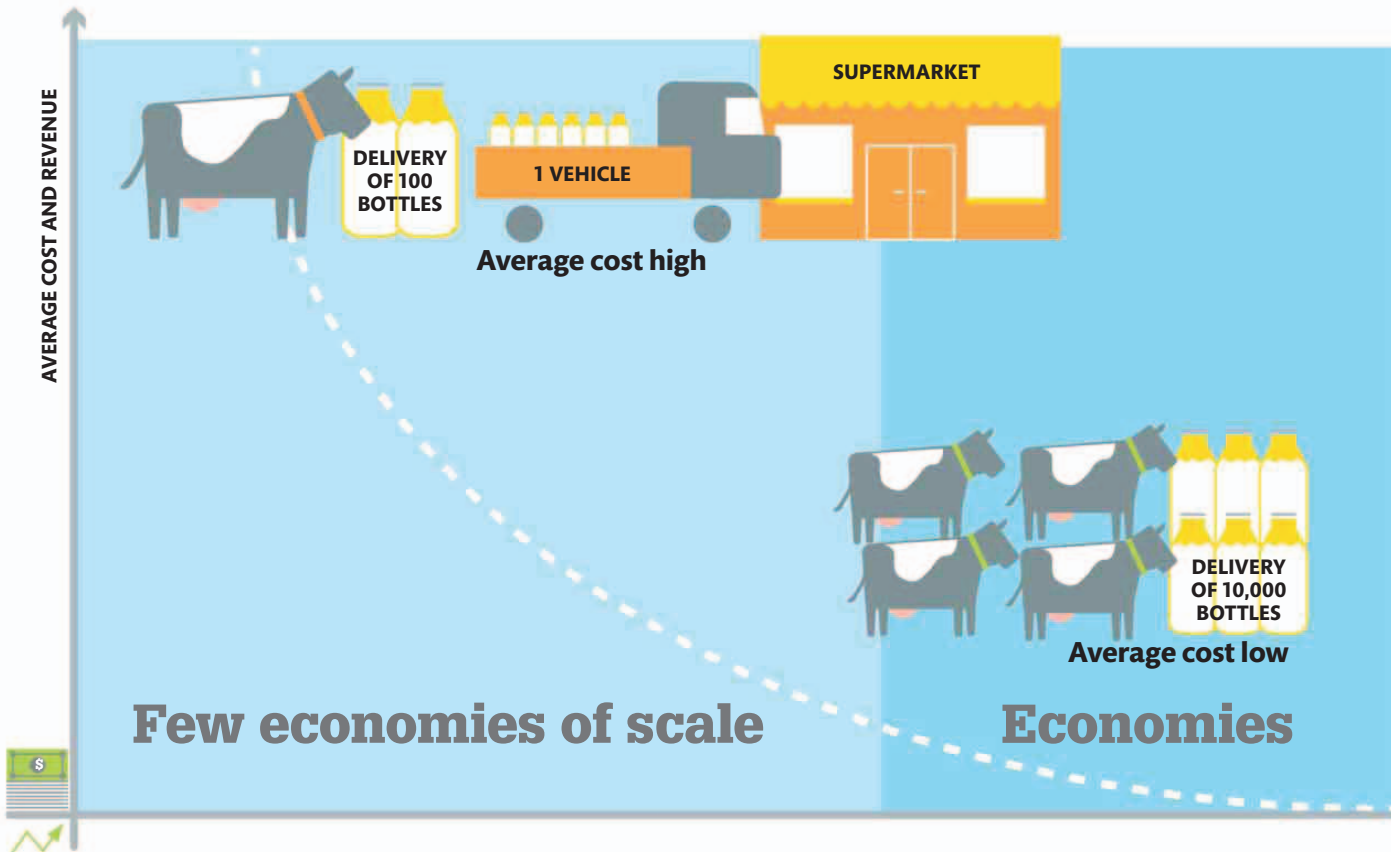 AVERAGE COST AND REVENUE
SUPERMARKET
DELIVERY
OF 100
BOTTLES
1 VEHICLE
Average cost high
DELIVERY
OF 10,000
BOTTLES
Average cost low
Few economies of scale
Economies
$